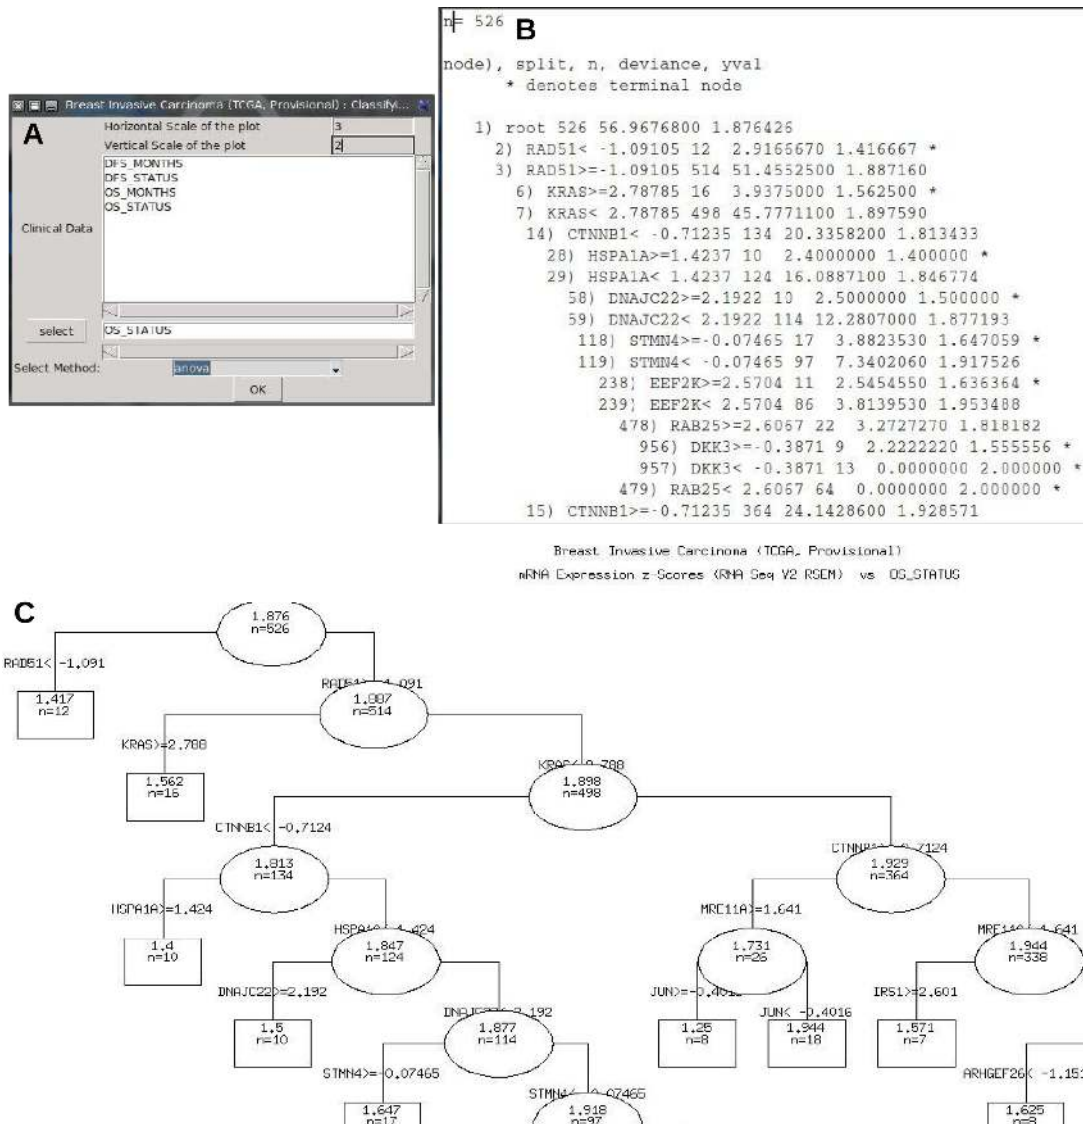 A
Breast Invasive Carcinoma (TCGA, Provisional) : Classifyi...
Horizontal Scale of the plot
3
Vertical Scale of the plot
2
DFS_MONTHS
DFS_STATUS
OS_MONTHS
OS_STATUS
Clinical Data
select
OS_STATUS
Select Method:
anova
OK
B
n= 526
node), split, n, deviance, yval
* denotes terminal node
1) root 526 56.9676800 1.876426
2) RAD51< -1.09105 12 2.9166670 1.416667 *
3) RAD51>=-1.09105 514 51.4552500 1.887160
6) KRAS>=2.78785 16 3.9375000 1.562500 *
7) KRAS< 2.78785 498 45.7771100 1.897590
14) CTNNB1< -0.71235 134 20.3358200 1.813433
28) HSPA1A>=1.4237 10 2.4000000 1.400000 *
29) HSPA1A< 1.4237 124 16.0887100 1.846774
58) DNAJC22>=2.1922 10 2.5000000 1.500000 *
59) DNAJC22< 2.1922 114 12.2807000 1.877193
118) STMN4>=-0.07465 17 3.8823530 1.647059 *
119) STMN4< -0.07465 97 7.3402060 1.917526
238) EEF2K>=2.5704 11 2.5454550 1.636364 *
239) EEF2K< 2.5704 86 3.8139530 1.953488
478) RAB25>=2.6067 22 3.2727270 1.818182
956) DKK3>=-0.3871 9 2.2222220 1.555556 *
957) DKK3< -0.3871 13 0.0000000 2.000000 *
479) RAB25< 2.6067 64 0.0000000 2.000000 *
15) CTNNB1>=-0.71235 364 24.1428600 1.928571
Breast Invasive Carcinoma (TCGA, Provisional)
mRNA Expression z-Scores (RNA Seq V2 RSEM) vs OS_STATUS
C
1.876
n=526
RAD51< -1.091
1.417
n=12
1.887
n=514
KRAS>=2.788
1.562
n=16
1.898
n=498
CTNNB1< -0.7124
1.813
n=134
1.929
n=364
HSPA1A>=1.424
MRE11A>=1.641
1.4
n=10
1.847
n=124
1.731
n=26
1.944
n=338
DNAJC22>=2.192
IRS1>=2.601
JUN< -0.4016
1.5
n=10
1.877
n=114
1.25
n=8
1.944
n=18
1.571
n=7
STMN4>=-0.07465
ARHGEF26< -1.151
1.647
n=17
1.918
n=97
1.625
n=8